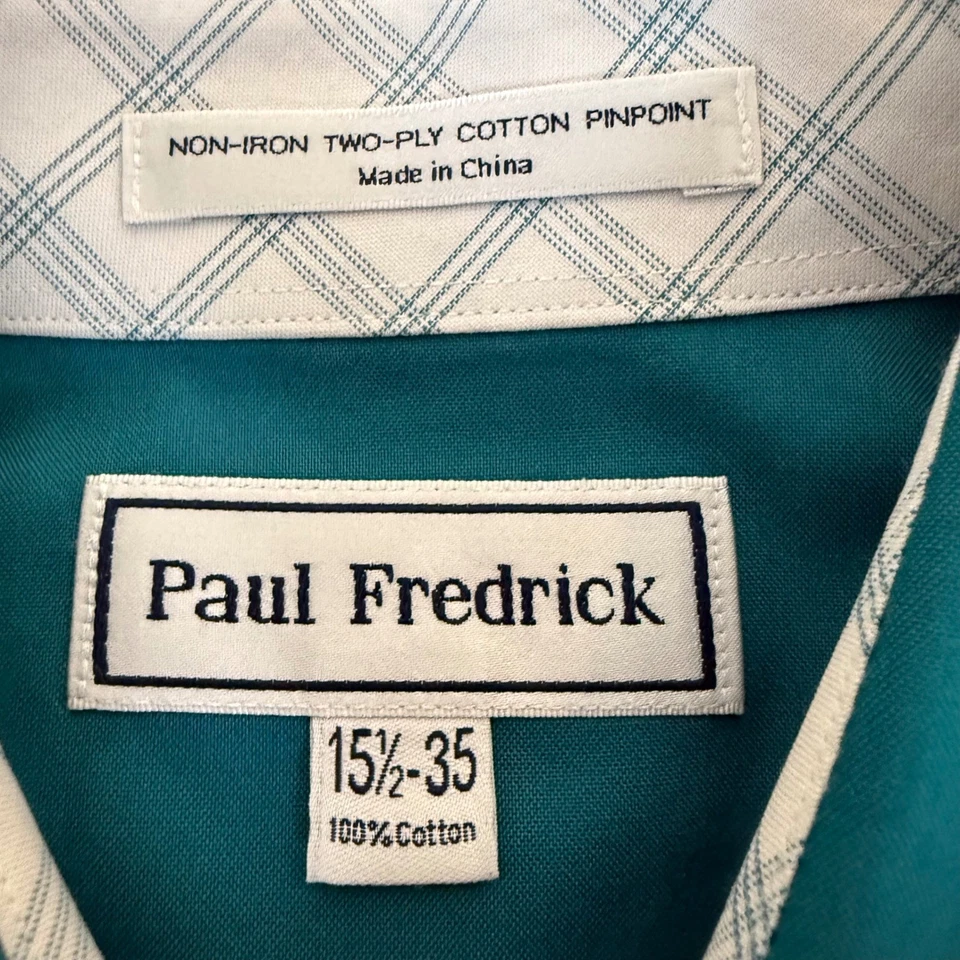 NON-IRON TWO-PLY COTTON PINPOINT
Made in China
Paul Fredrick
15½-35
100%Cotton